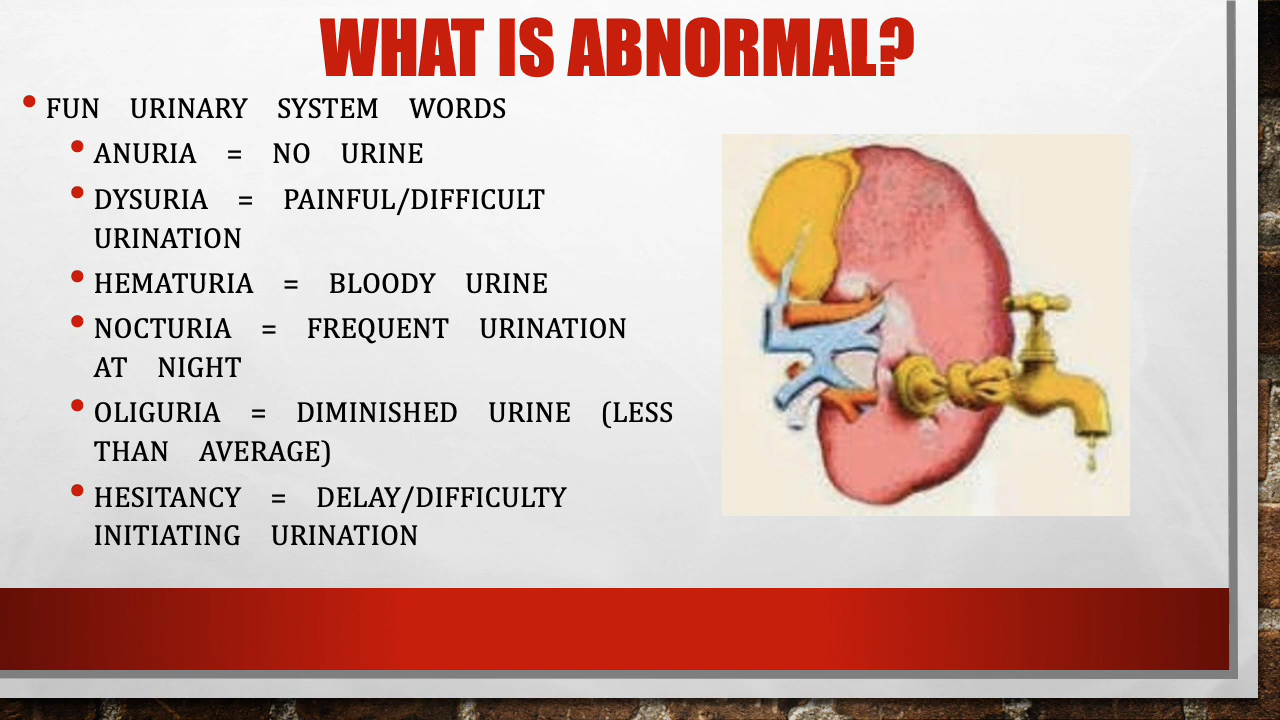 WHAT IS ABNORMAL?
• FUN URINARY SYSTEM WORDS
• ANURIA = NO URINE
• DYSURIA = PAINFUL/DIFFICULT
URINATION
• HEMATURIA = BLOODY URINE
• NOCTURIA = FREQUENT URINATION
AT NIGHT
• OLIGURIA = DIMINISHED URINE (LESS
THAN AVERAGE)
• HESITANCY = DELAY/DIFFICULTY
INITIATING URINATION